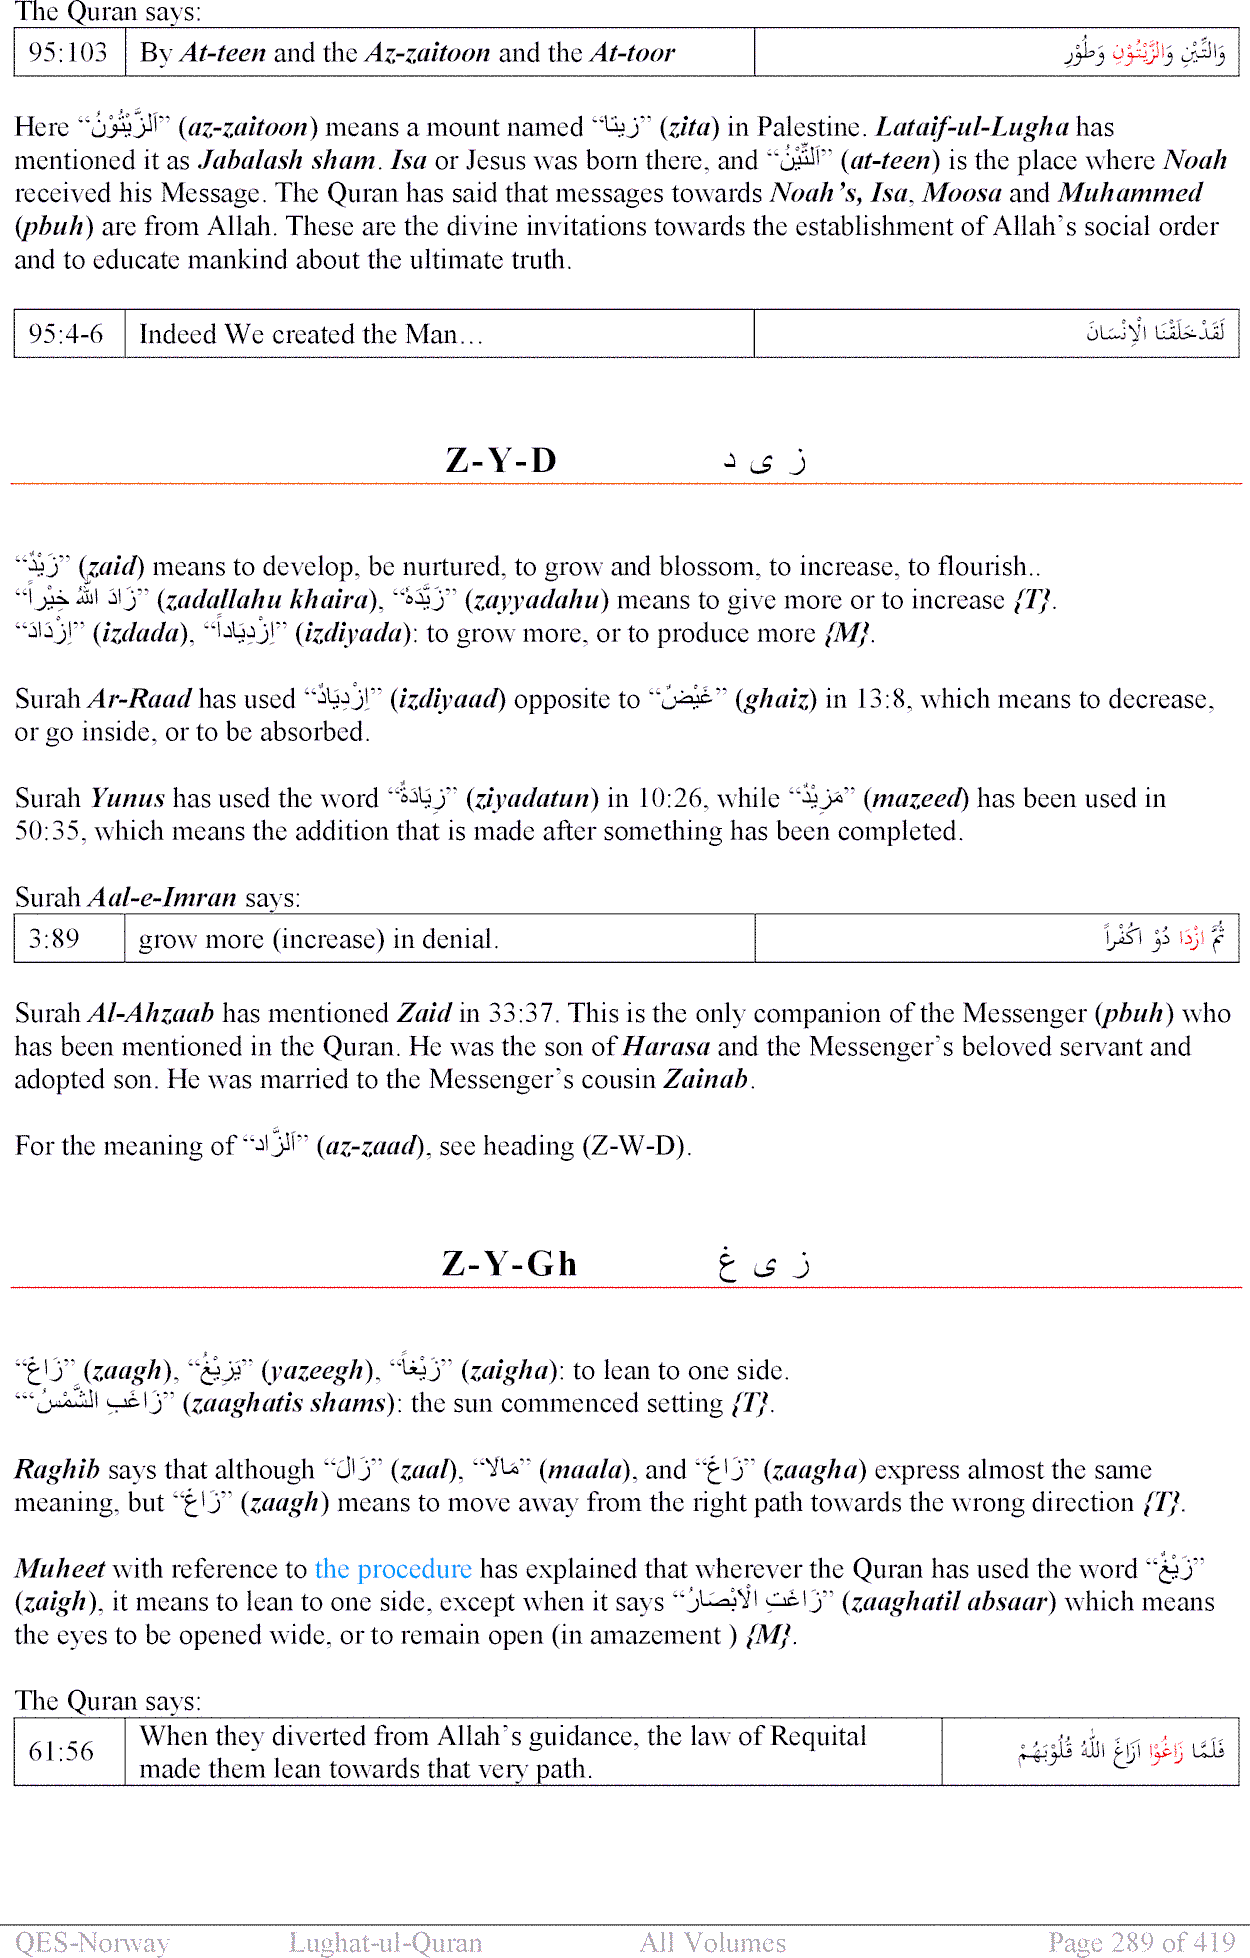 The Quran says:
95:103 By At-teen and the Az-zaitoon and the At-toor وَالتِّيْنِ وَالزَّيْتُوْنِ وَطُوْرِ
Here “اَلزَّيْتُوْنُ” (az-zaitoon) means a mount named “زيتا” (zita) in Palestine. Lataif-ul-Lugha has
mentioned it as Jabalash sham. Isa or Jesus was born there, and “اَلتِّيْنُ” (at-teen) is the place where Noah
received his Message. The Quran has said that messages towards Noah’s, Isa, Moosa and Muhammed
(pbuh) are from Allah. These are the divine invitations towards the establishment of Allah’s social order
and to educate mankind about the ultimate truth.
95:4-6 Indeed We created the Man… لَقَدْخَلَقْنَا الْاِنْسَانَ
Z-Y-D ز ى د
“زَيْدٌ” (zaid) means to develop, be nurtured, to grow and blossom, to increase, to flourish..
“زَادَ اللهُ خِيْراً” (zadallahu khaira), “زَيَّدَهٗ” (zayyadahu) means to give more or to increase {T}.
“اِزْدَادَ” (izdada), “اِزْدِيَاداً” (izdiyada): to grow more, or to produce more {M}.
Surah Ar-Raad has used “اِزْدِيَادٌ” (izdiyaad) opposite to “غَيْضٌ” (ghaiz) in 13:8, which means to decrease,
or go inside, or to be absorbed.
Surah Yunus has used the word “زِيَادَةٌ” (ziyadatun) in 10:26, while “مَزِيْدٌ” (mazeed) has been used in
50:35, which means the addition that is made after something has been completed.
Surah Aal-e-Imran says:
3:89 grow more (increase) in denial. ثُمَّ ازْدَا دُوْ اكُفْراً
Surah Al-Ahzaab has mentioned Zaid in 33:37. This is the only companion of the Messenger (pbuh) who
has been mentioned in the Quran. He was the son of Harasa and the Messenger’s beloved servant and
adopted son. He was married to the Messenger’s cousin Zainab.
For the meaning of “اَلزَّاد” (az-zaad), see heading (Z-W-D).
Z-Y-Gh ز ى غ
“زَاغَ” (zaagh), “يَزِيْغُ” (yazeegh), “زَيْغاً” (zaigha): to lean to one side.
““زَاغَبِ الشَّمْسُ” (zaaghatis shams): the sun commenced setting {T}.
Raghib says that although “زَالَ” (zaal), “مَالا” (maala), and “زَاغَ” (zaagha) express almost the same
meaning, but “زَاغَ” (zaagh) means to move away from the right path towards the wrong direction {T}.
Muheet with reference to the procedure has explained that wherever the Quran has used the word “زَيْغٌ”
(zaigh), it means to lean to one side, except when it says “زَاغَتِ الْاَبْصَارُ” (zaaghatil absaar) which means
the eyes to be opened wide, or to remain open (in amazement ) {M}.
The Quran says:
61:56 When they diverted from Allah’s guidance, the law of Requital فَلَمَّا زَاغُوْا اَزَاغَ اللّٰهُ قُلُوْبَهُمْ
made them lean towards that very path.
QES-Norway Lughat-ul-Quran All Volumes Page 289 of 419